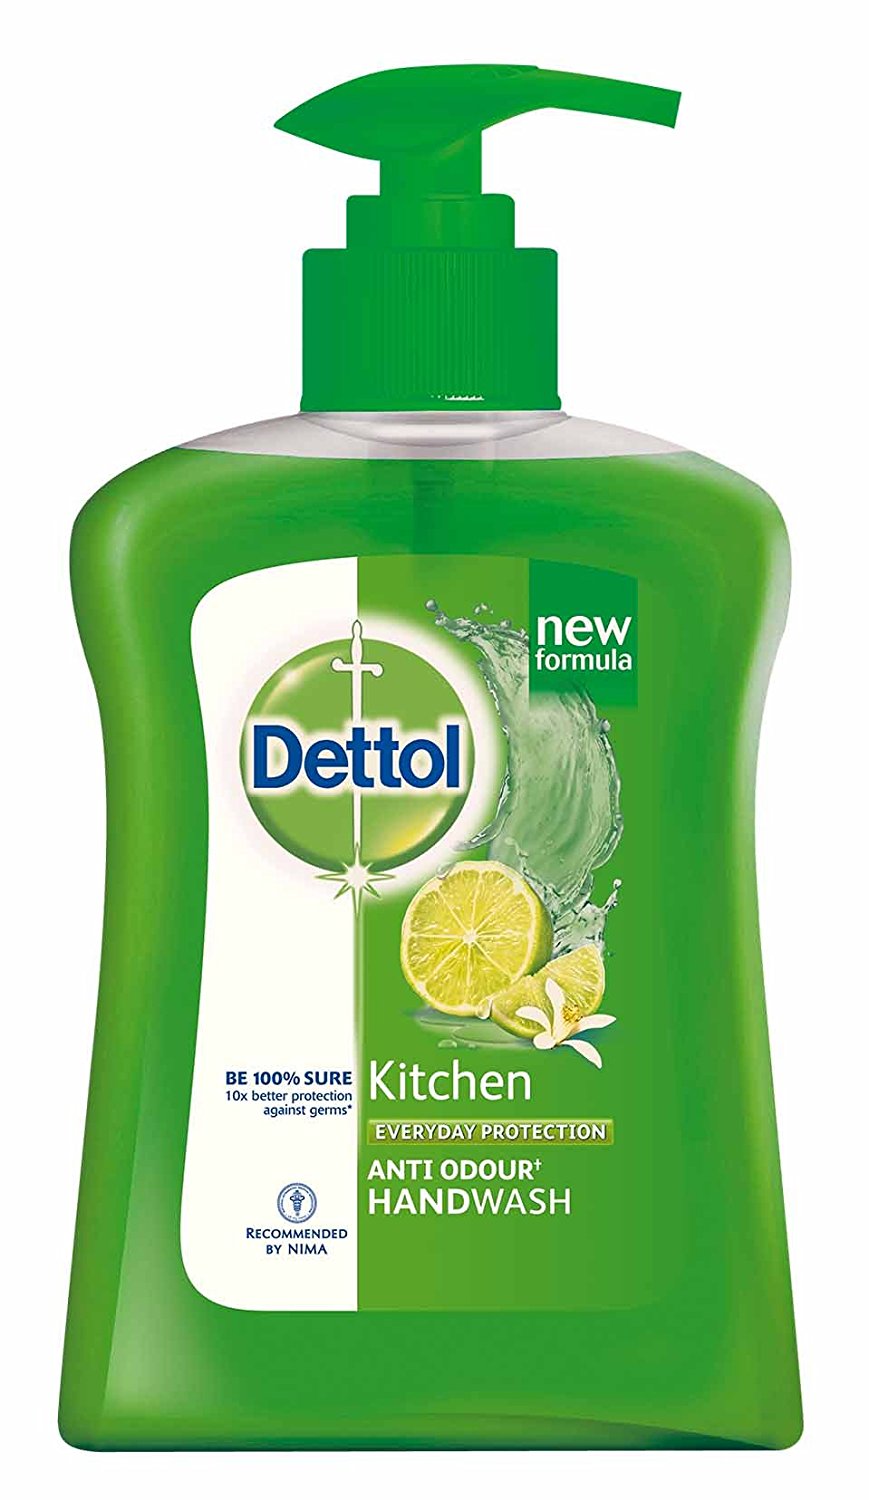 new
formula
Dettol
BE 100% SURE
10x better protection
against germs*
Kitchen
EVERYDAY PROTECTION
ANTI ODOUR†
HANDWASH
RECOMMENDED
BY NIMA